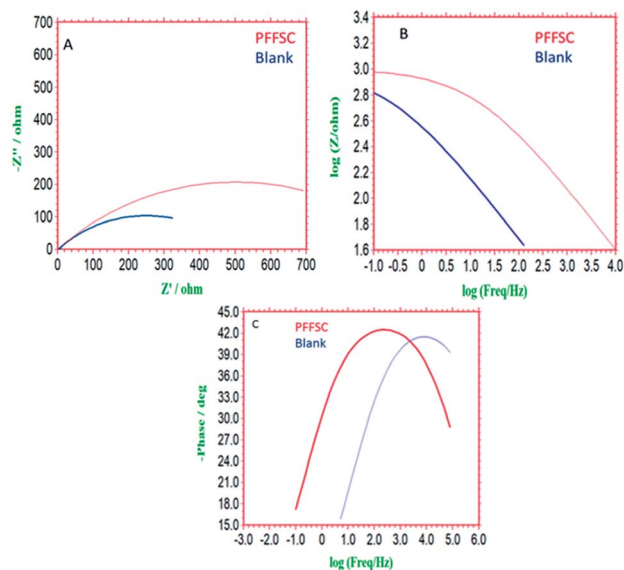 A
PFFSC
Blank
700
600
500
400
300
200
100
0
-Z'' / ohm
0 100 200 300 400 500 600 700
Z' / ohm
B
PFFSC
Blank
3.4
3.2
3.0
2.8
2.6
2.4
2.2
2.0
1.8
1.6
log (Z/ohm)
-1.0 -0.5 0.0 0.5 1.0 1.5 2.0 2.5 3.0 3.5 4.0
log (Freq/Hz)
C
PFFSC
Blank
45.0
42.0
39.0
36.0
33.0
30.0
27.0
24.0
21.0
18.0
15.0
-Phase / deg
-3.0 -2.0 -1.0 0 1.0 2.0 3.0 4.0 5.0 6.0
log (Freq/Hz)